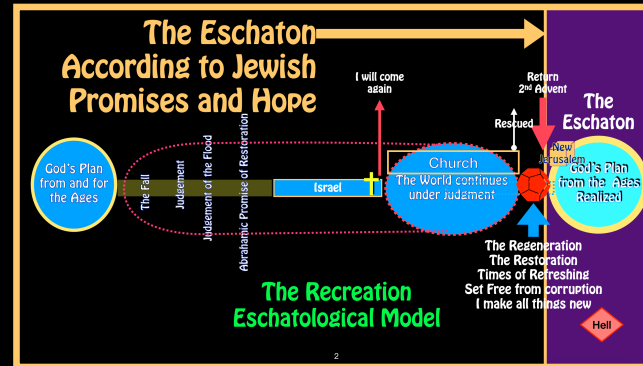 The Eschaton
According to Jewish
Promises and Hope
I will come
again
Return
2nd Advent
The
Eschaton
Rescued
New
Jerusalem
God's Plan
from and for
the Ages
The Fall
Judgement
Judgement of the Flood
Abrahamic Promise of Restoration
Israel
Church
The World continues
under judgment
God's Plan
from the Ages
Realized
The Regeneration
The Restoration
Times of Refreshing
Set Free from corruption
I make all things new
The Recreation
Eschatological Model
Hell
2